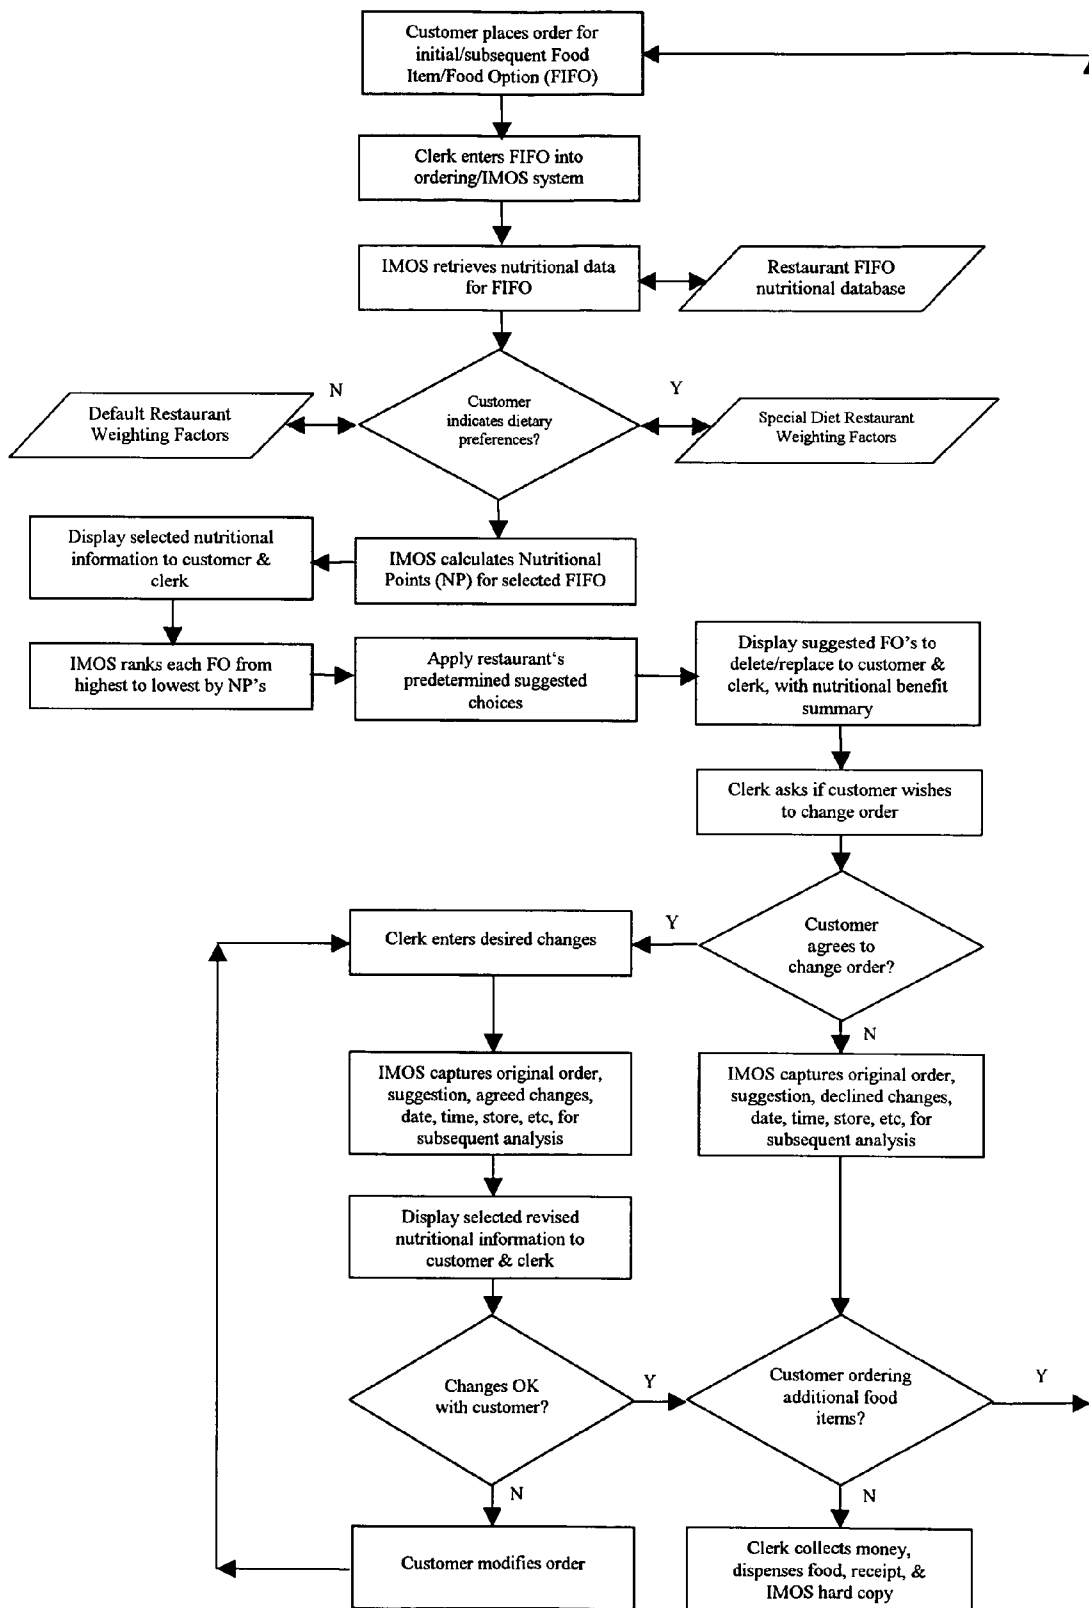 Customer places order for
initial/subsequent Food
Item/Food Option (FIFO)
Clerk enters FIFO into
ordering/IMOS system
IMOS retrieves nutritional data
for FIFO
Restaurant FIFO
nutritional database
N
Y
Default Restaurant
Weighting Factors
Customer
indicates dietary
preferences?
Special Diet Restaurant
Weighting Factors
Display selected nutritional
information to customer &
clerk
IMOS calculates Nutritional
Points (NP) for selected FIFO
IMOS ranks each FO from
highest to lowest by NP's
Apply restaurant's
predetermined suggested
choices
Display suggested FO's to
delete/replace to customer &
clerk, with nutritional benefit
summary
Clerk asks if customer wishes
to change order
Clerk enters desired changes
Y
Customer
agrees to
change order?
N
IMOS captures original order,
suggestion, agreed changes,
date, time, store, etc, for
subsequent analysis
IMOS captures original order,
suggestion, declined changes,
date, time, store, etc, for
subsequent analysis
Display selected revised
nutritional information to
customer & clerk
Changes OK
with customer?
Y
Customer ordering
additional food
items?
Y
N
N
Customer modifies order
Clerk collects money,
dispenses food, receipt, &
IMOS hard copy